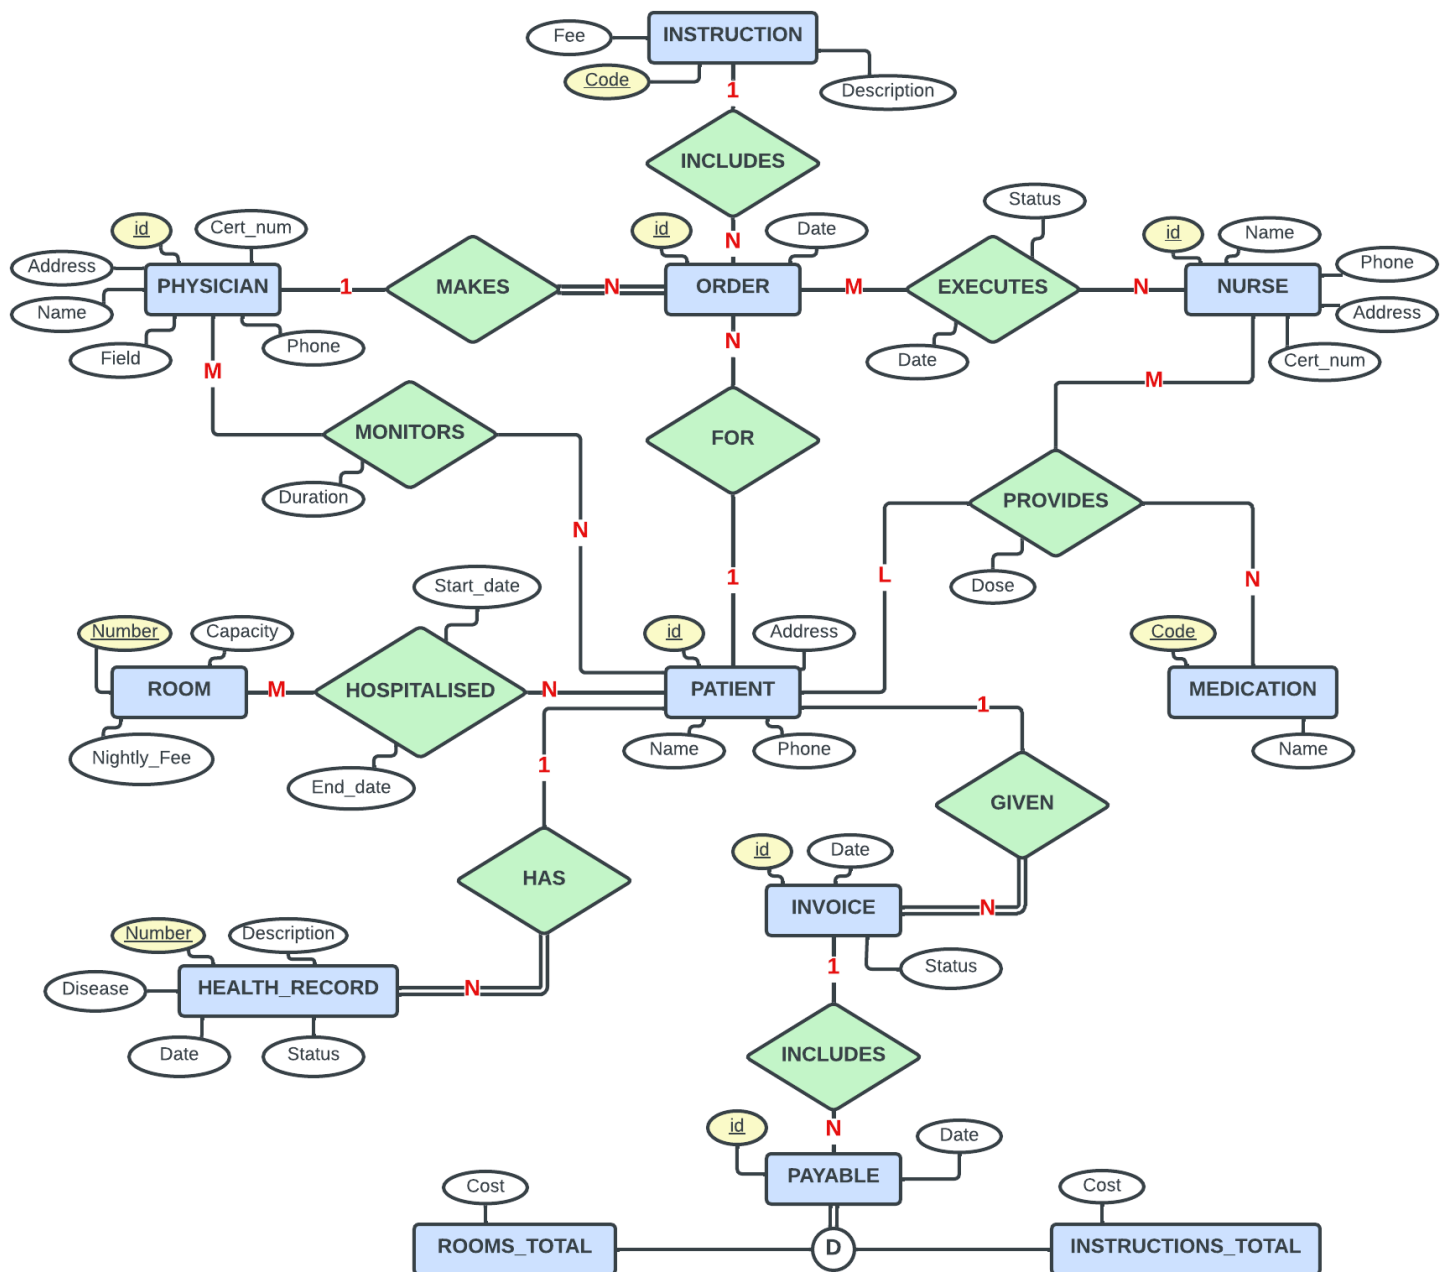 INSTRUCTION
Fee
Code
Description
1
INCLUDES
N
id
Cert_num
Address
PHYSICIAN
Name
Field
Phone
1
MAKES
N
id
Date
ORDER
M
Status
EXECUTES
Date
N
id
Name
Phone
NURSE
Address
Cert_num
M
MONITORS
Duration
N
N
FOR
1
M
PROVIDES
Dose
L
N
Start_date
Number
Capacity
ROOM
Nightly_Fee
M
HOSPITALISED
End_date
N
id
Address
PATIENT
Name
Phone
Code
MEDICATION
Name
1
HAS
N
1
GIVEN
N
Number
Description
Disease
HEALTH_RECORD
Date
Status
id
Date
INVOICE
Status
1
INCLUDES
N
id
Date
PAYABLE
Cost
ROOMS_TOTAL
D
Cost
INSTRUCTIONS_TOTAL